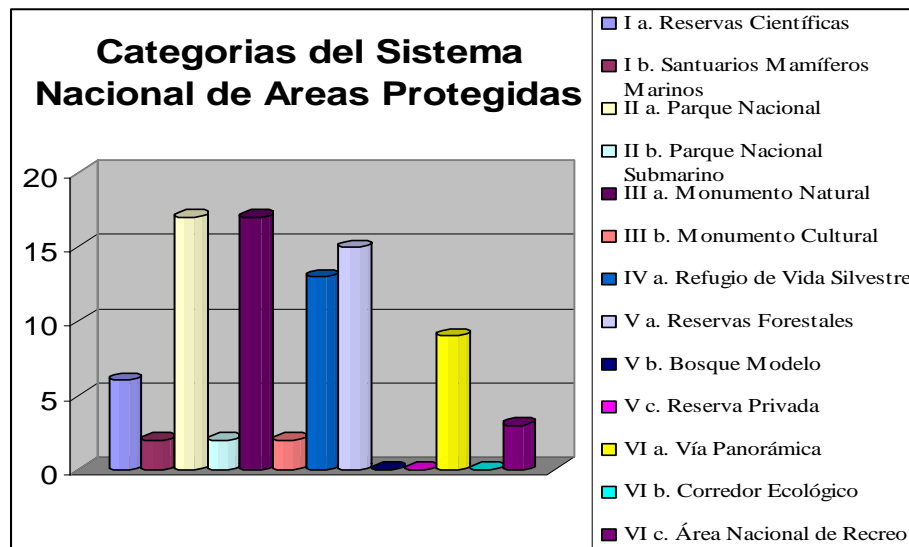 Categorias del Sistema
Nacional de Areas Protegidas
20
15
10
5
0
I a. Reservas Científicas
I b. Santuarios Mamíferos
Marinos
II a. Parque Nacional
II b. Parque Nacional
Submarino
III a. Monumento Natural
III b. Monumento Cultural
IV a. Refugio de Vida Silvestre
V a. Reservas Forestales
V b. Bosque Modelo
V c. Reserva Privada
VI a. Vía Panorámica
VI b. Corredor Ecológico
VI c. Área Nacional de Recreo